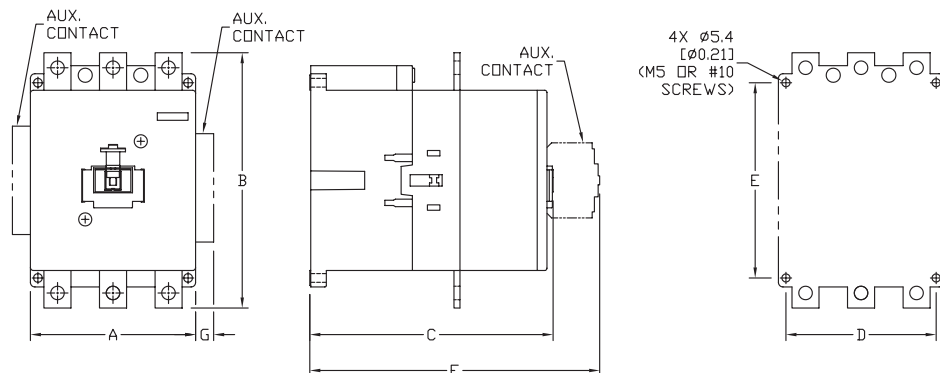 AUX.
CONTACT
AUX.
CONTACT
B
A
G
AUX.
CONTACT
C
F
4X Ø5.4
[Ø0.21]
(M5 OR #10
SCREWS)
E
D